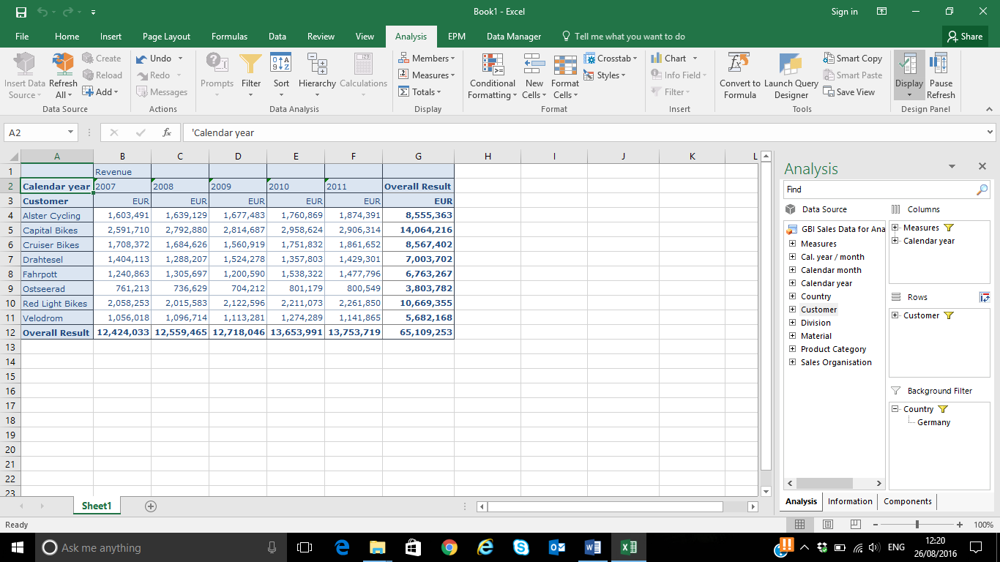 Book1 - Excel
Sign in
File Home Insert Page Layout Formulas Data Review View Analysis EPM Data Manager Tell me what you want to do Share
Insert Data Source Refresh All Create Reload Add Data Source
Undo Redo Messages Actions
Prompts Filter Sort Hierarchy Calculations Data Analysis
Members Measures Totals Display
Conditional Formatting New Cells Format Cells Crosstab Styles Format
Chart Info Field Filter Insert
Convert to Formula Launch Query Designer Smart Copy Smart Paste Save View Tools
Display Pause Refresh Design Panel
A2 fx 'Calendar year
A B C D E F G H I J K L
1 Revenue
2 Calendar year 2007 2008 2009 2010 2011 Overall Result
3 Customer EUR EUR EUR EUR EUR EUR
4 Alster Cycling 1,603,491 1,639,129 1,677,483 1,760,869 1,874,391 8,555,363
5 Capital Bikes 2,591,710 2,792,880 2,814,687 2,958,624 2,906,314 14,064,216
6 Cruiser Bikes 1,708,372 1,684,626 1,560,919 1,751,832 1,861,652 8,567,402
7 Drahtesel 1,404,113 1,288,207 1,524,278 1,357,803 1,429,301 7,003,702
8 Fahrpott 1,240,863 1,305,697 1,200,590 1,538,322 1,477,796 6,763,267
9 Ostseerad 761,213 736,629 704,212 801,179 800,549 3,803,782
10 Red Light Bikes 2,058,253 2,015,583 2,122,596 2,211,073 2,261,850 10,669,355
11 Velodrom 1,056,018 1,096,714 1,113,281 1,274,289 1,141,865 5,682,168
12 Overall Result 12,424,033 12,559,465 12,718,046 13,653,991 13,753,719 65,109,253
13
14
15
16
17
18
19
20
21
22
23
Analysis
Find
Data Source
GBI Sales Data for Ana
Measures
Cal. year / month
Calendar month
Calendar year
Country
Customer
Division
Material
Product Category
Sales Organisation
Columns
Measures
Calendar year
Rows
Customer
Background Filter
Country
Germany
Analysis Information Components
Sheet1
Ready
100%
Ask me anything
ENG
12:20
26/08/2016